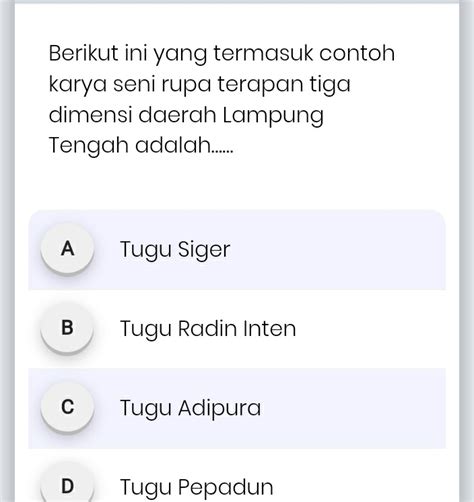 Berikut ini yang termasuk contoh
karya seni rupa terapan tiga
dimensi daerah Lampung
Tengah adalah......
A Tugu Siger
B Tugu Radin Inten
C Tugu Adipura
D Tugu Pepadun